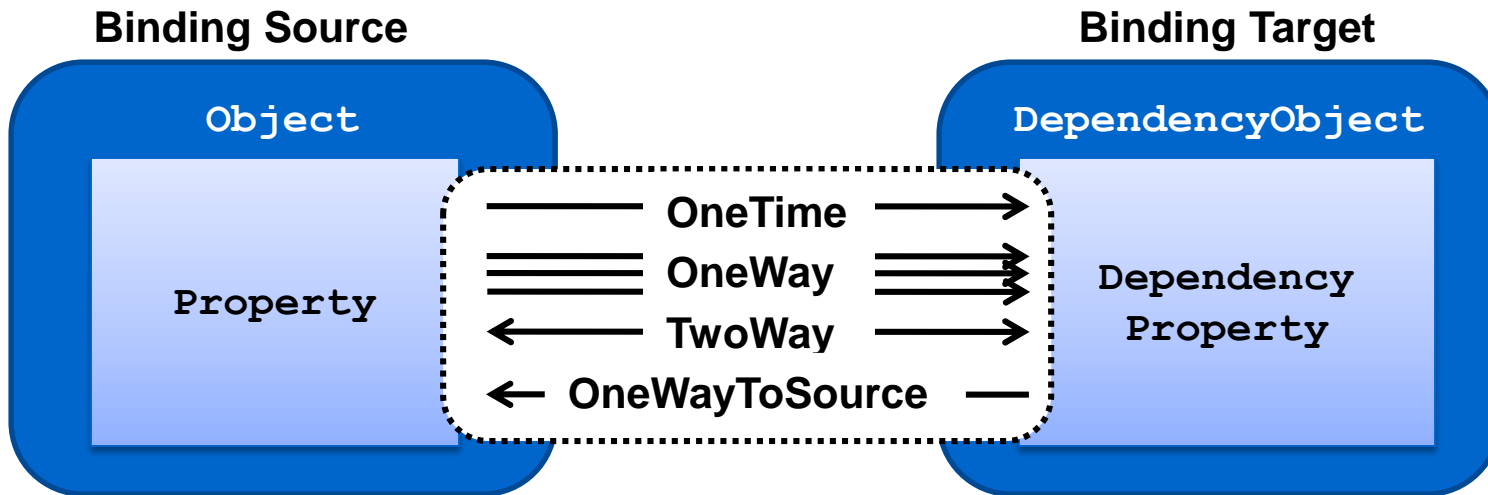 Binding Source
Binding Target
Object
DependencyObject
Property
OneTime
OneWay
TwoWay
OneWayToSource
Dependency
Property